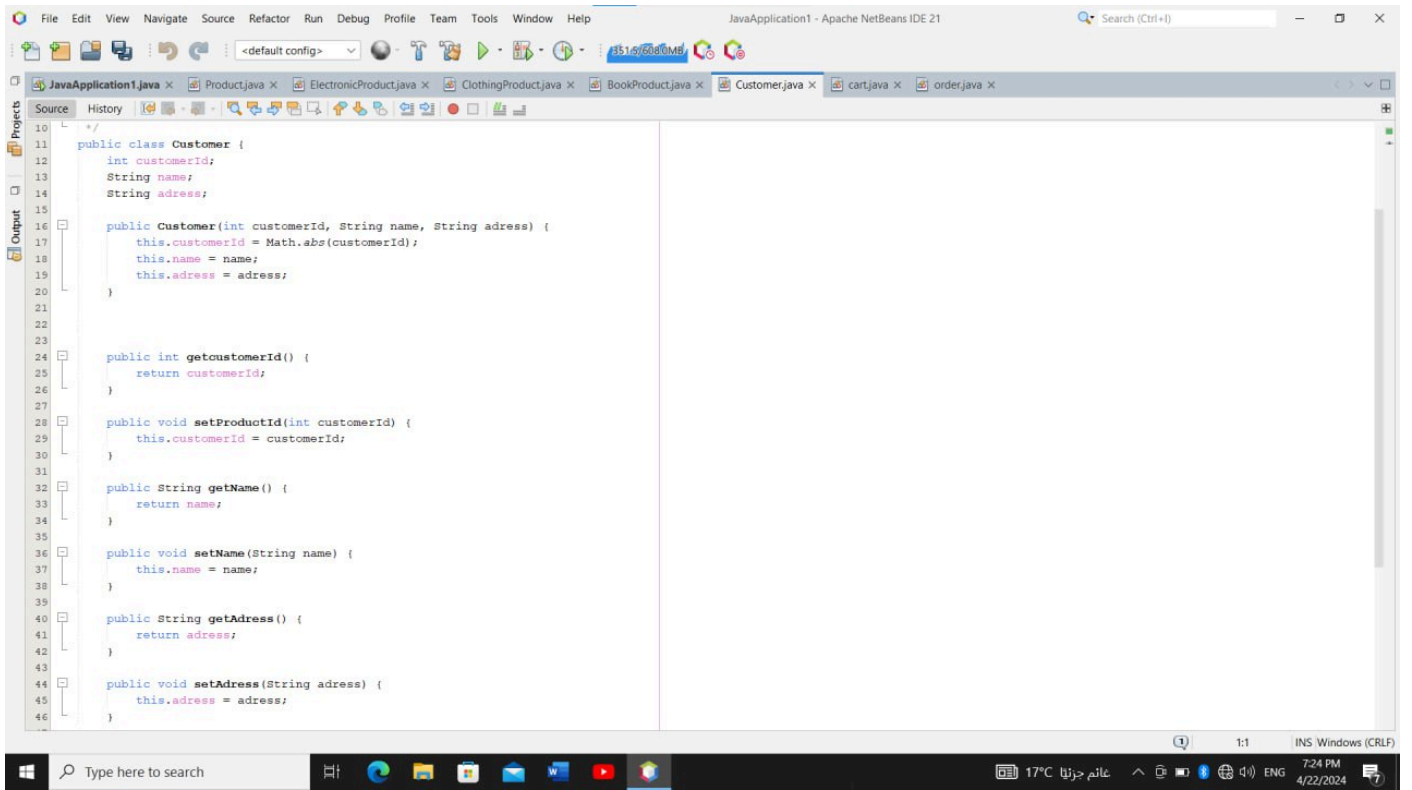 File Edit View Navigate Source Refactor Run Debug Profile Team Tools Window Help JavaApplication1 - Apache NetBeans IDE 21 Search (Ctrl+I)
<default config> 351.5/608.0MB
JavaApplication1.java Product.java ElectronicProduct.java ClothingProduct.java BookProduct.java Customer.java cart.java order.java
Source History
Projects
Output
10 */
11 public class Customer {
12 int customerId;
13 String name;
14 String adress;
15
16 public Customer(int customerId, String name, String adress) {
17 this.customerId = Math.abs(customerId);
18 this.name = name;
19 this.adress = adress;
20 }
21
22
23
24 public int getcustomerId() {
25 return customerId;
26 }
27
28 public void setProductId(int customerId) {
29 this.customerId = customerId;
30 }
31
32 public String getName() {
33 return name;
34 }
35
36 public void setName(String name) {
37 this.name = name;
38 }
39
40 public String getAdress() {
41 return adress;
42 }
43
44 public void setAdress(String adress) {
45 this.adress = adress;
46 }
1 1:1 INS Windows (CRLF)
Type here to search 17°C غائم جزئيًا ENG 7:24 PM
4/22/2024 7